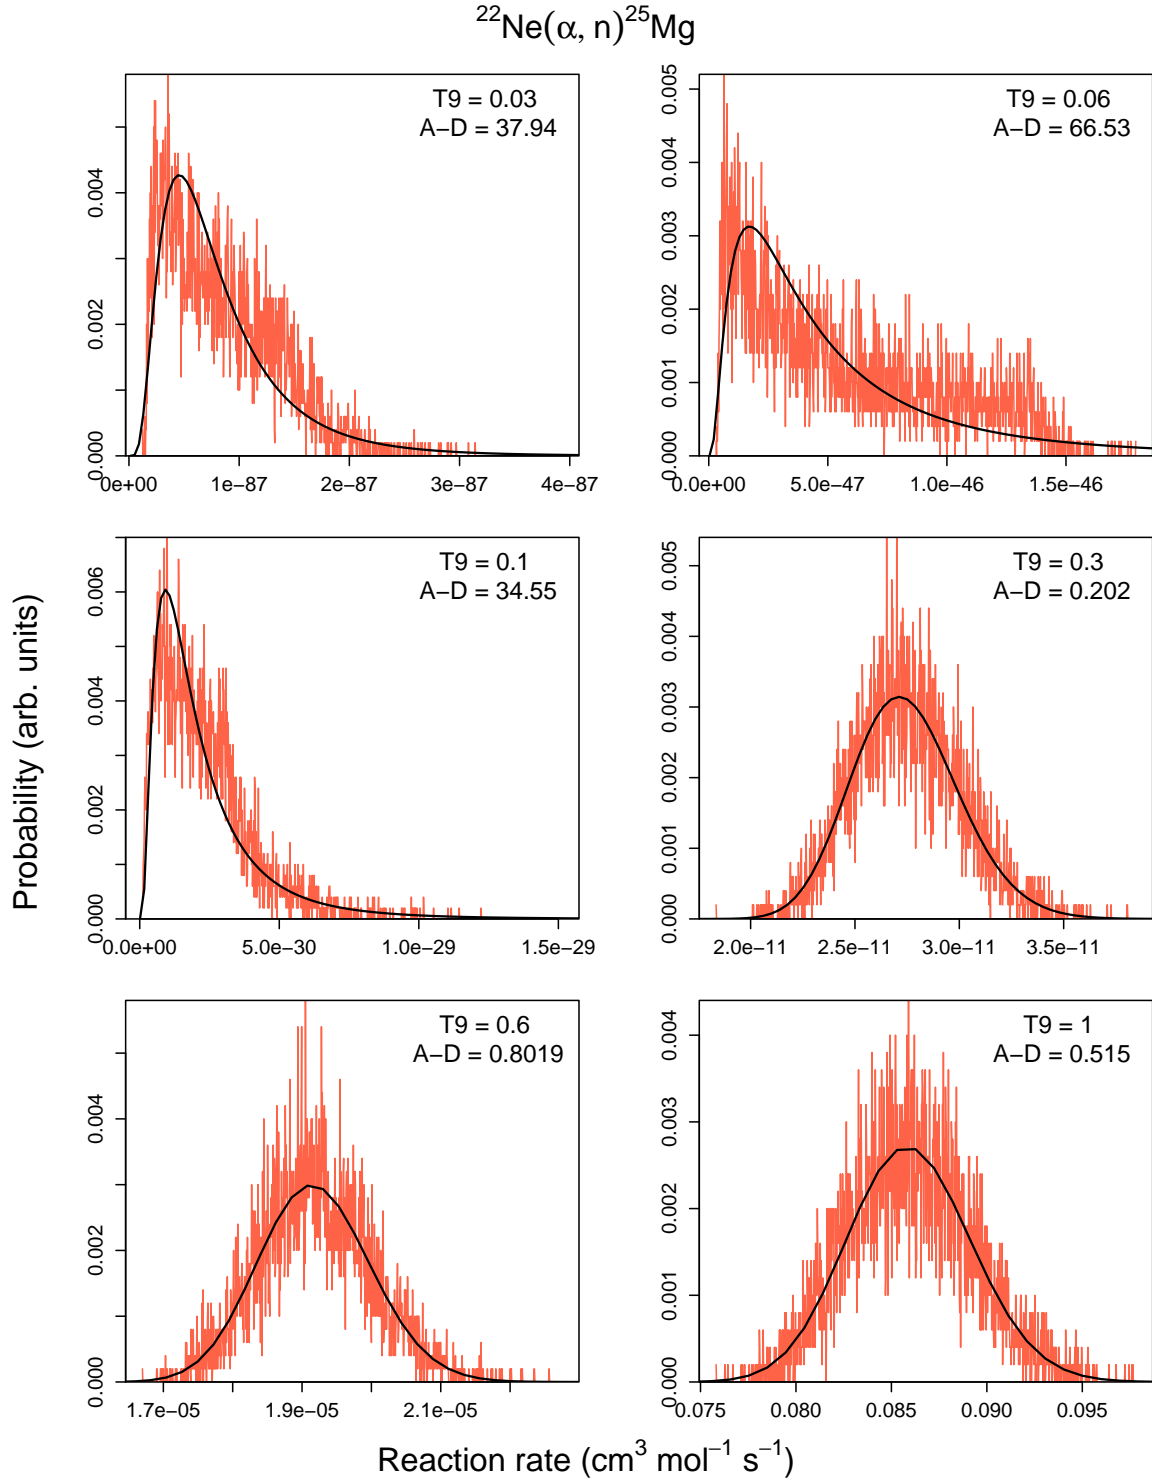 ²²Ne(α, n)²⁵Mg
T9 = 0.03
A−D = 37.94
0.000
0.002
0.004
0e+00
1e−87
2e−87
3e−87
4e−87
T9 = 0.06
A−D = 66.53
0.000
0.001
0.002
0.003
0.004
0.005
0.0e+00
5.0e−47
1.0e−46
1.5e−46
Probability (arb. units)
T9 = 0.1
A−D = 34.55
0.000
0.002
0.004
0.006
0.0e+00
5.0e−30
1.0e−29
1.5e−29
T9 = 0.3
A−D = 0.202
0.000
0.001
0.002
0.003
0.004
0.005
2.0e−11
2.5e−11
3.0e−11
3.5e−11
T9 = 0.6
A−D = 0.8019
0.000
0.002
0.004
1.7e−05
1.9e−05
2.1e−05
T9 = 1
A−D = 0.515
0.000
0.001
0.002
0.003
0.004
0.075
0.080
0.085
0.090
0.095
Reaction rate (cm³ mol⁻¹ s⁻¹)